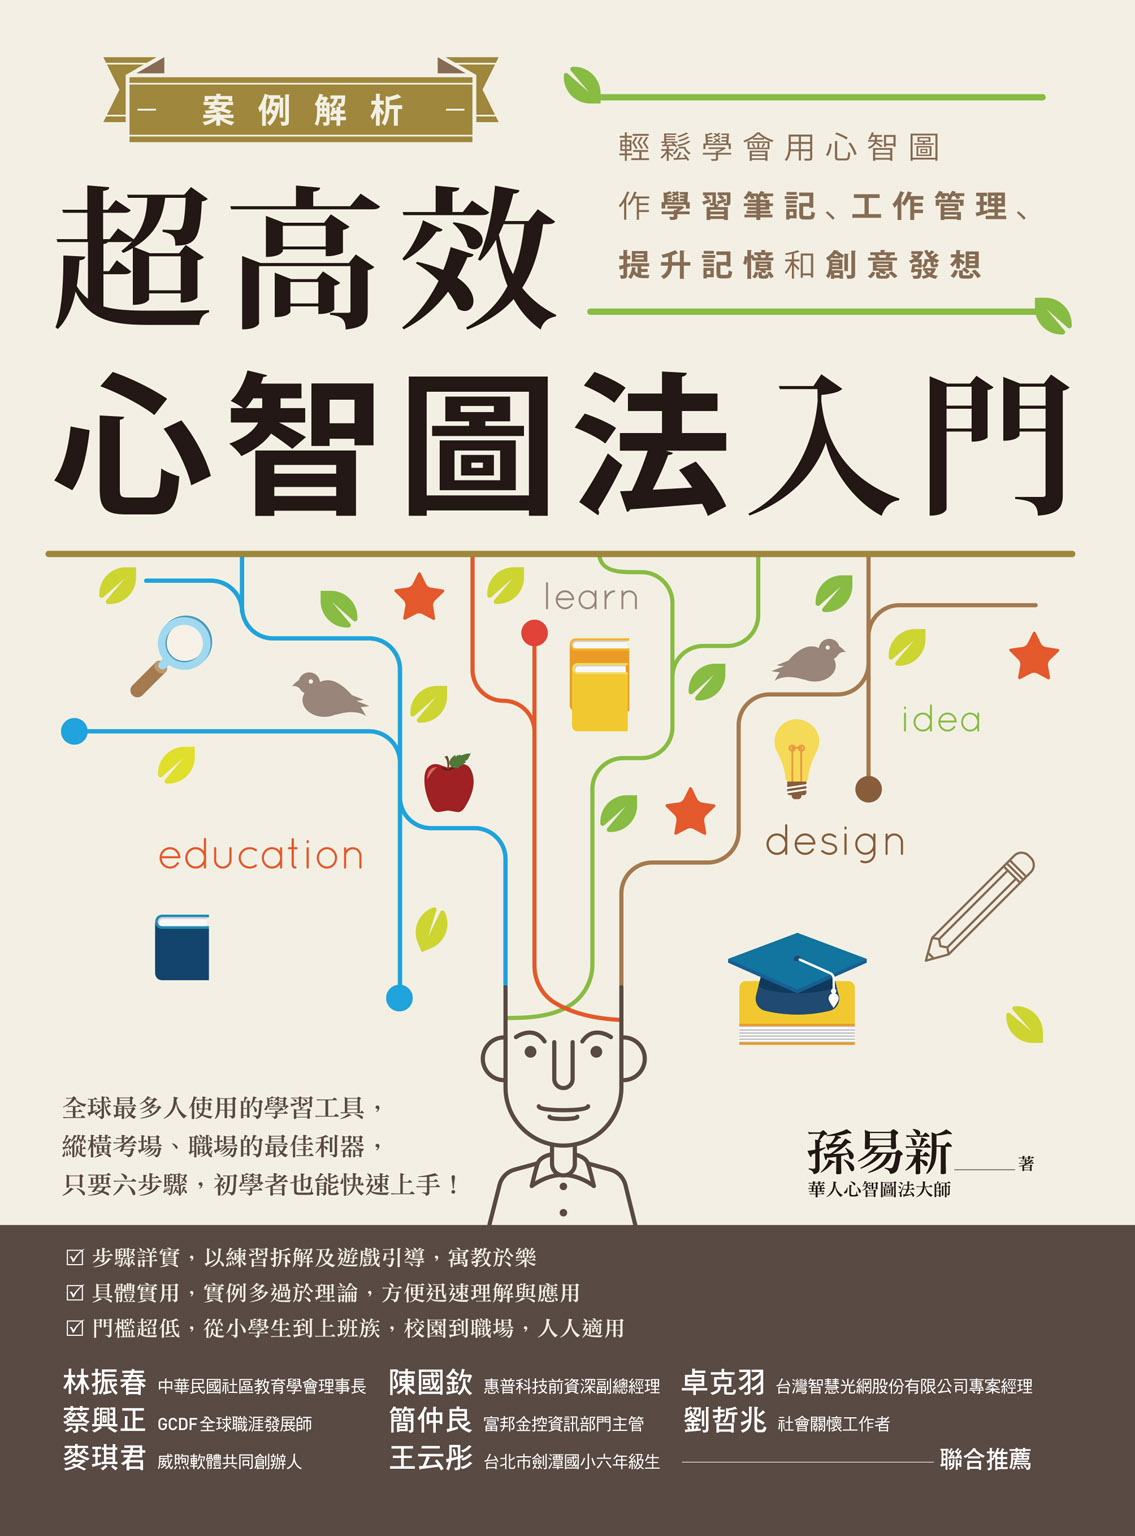 案例解析
超高效
心智圖法入門
輕鬆學會用心智圖
作學習筆記、工作管理、
提升記憶和創意發想
learn
idea
education
design
全球最多人使用的學習工具，
縱橫考場、職場的最佳利器，
只要六步驟，初學者也能快速上手！
孫易新 著
華人心智圖法大師
☑ 步驟詳實，以練習拆解及遊戲引導，寓教於樂
☑ 具體實用，實例多過於理論，方便迅速理解與應用
☑ 門檻超低，從小學生到上班族，校園到職場，人人適用
林振春 中華民國社區教育學會理事長 陳國欽 惠普科技前資深副總經理 卓克羽 台灣智慧光網股份有限公司專案經理
蔡興正 GCDF全球職涯發展師 簡仲良 富邦金控資訊部門主管 劉哲兆 社會關懷工作者
麥琪君 威煦軟體共同創辦人 王云彤 台北市劍潭國小六年級生 聯合推薦